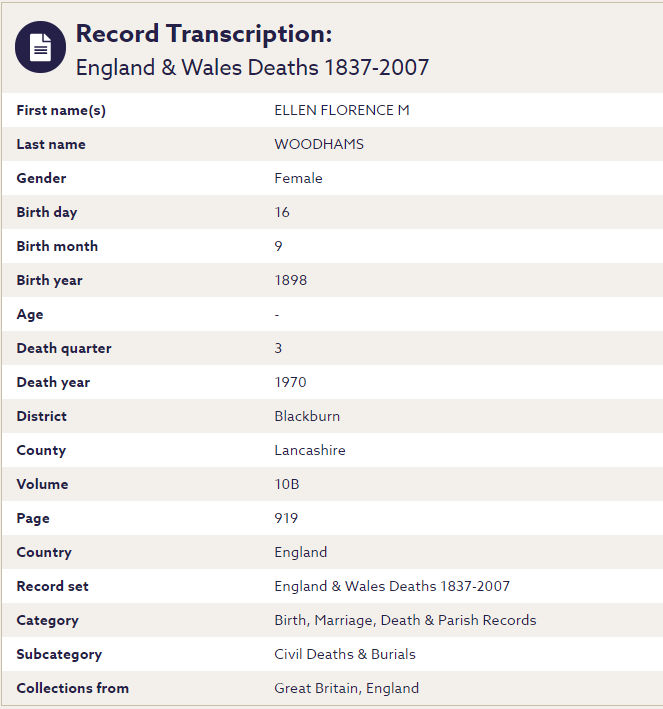 Record Transcription:
England & Wales Deaths 1837-2007
First name(s) ELLEN FLORENCE M
Last name WOODHAMS
Gender Female
Birth day 16
Birth month 9
Birth year 1898
Age -
Death quarter 3
Death year 1970
District Blackburn
County Lancashire
Volume 10B
Page 919
Country England
Record set England & Wales Deaths 1837-2007
Category Birth, Marriage, Death & Parish Records
Subcategory Civil Deaths & Burials
Collections from Great Britain, England